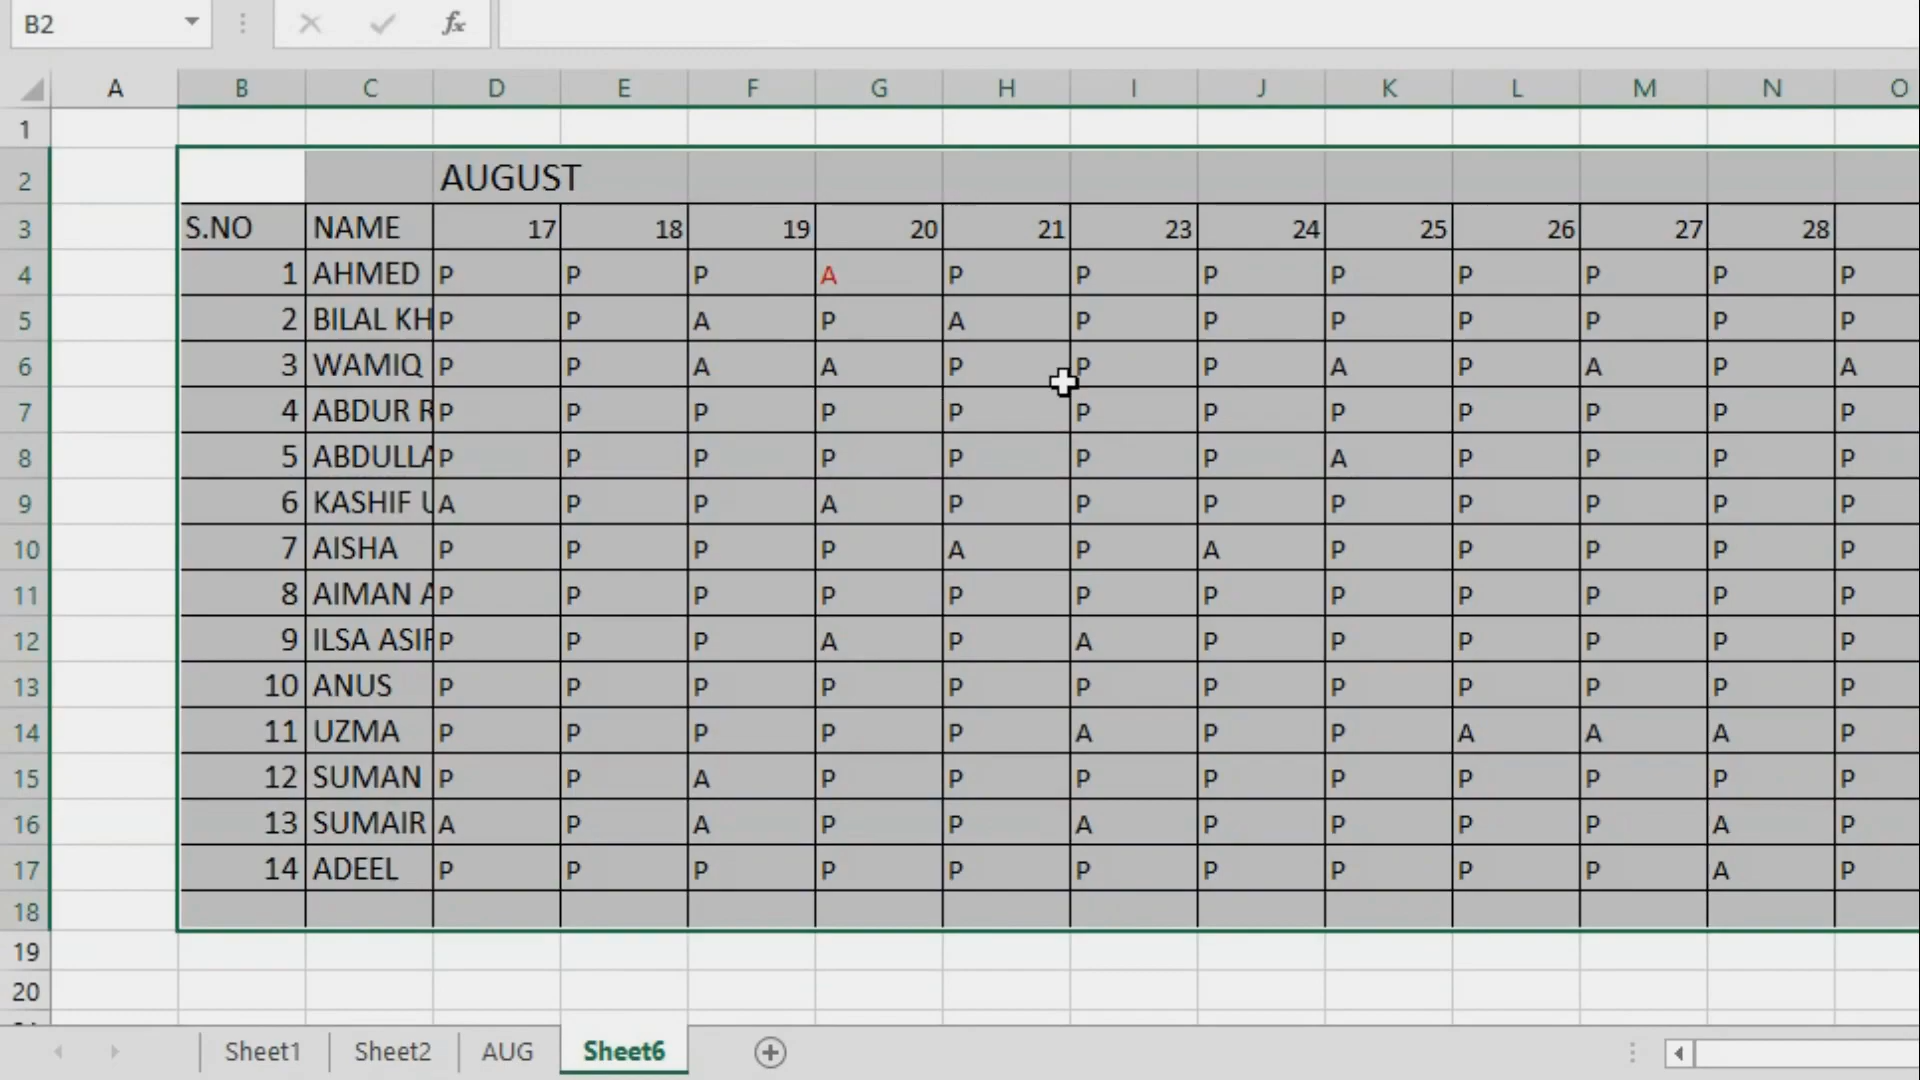 B2 fx
A B C D E F G H I J K L M N O
1
2 AUGUST
3 S.NO NAME 17 18 19 20 21 23 24 25 26 27 28
4 1 AHMED P P P A P P P P P P P P
5 2 BILAL KH P P A P A P P P P P P P
6 3 WAMIQ P P A A P P P A P A P A
7 4 ABDUR R P P P P P P P P P P P P
8 5 ABDULLA P P P P P P P A P P P P
9 6 KASHIF U A P P A P P P P P P P P
10 7 AISHA P P P P A P A P P P P P
11 8 AIMAN A P P P P P P P P P P P P
12 9 ILSA ASIF P P P A P A P P P P P P
13 10 ANUS P P P P P P P P P P P P
14 11 UZMA P P P P P A P P A A A P
15 12 SUMAN P P A P P P P P P P P P
16 13 SUMAIR A P A P P A P P P P A P
17 14 ADEEL P P P P P P P P P P A P
18
19
20
Sheet1 Sheet2 AUG Sheet6